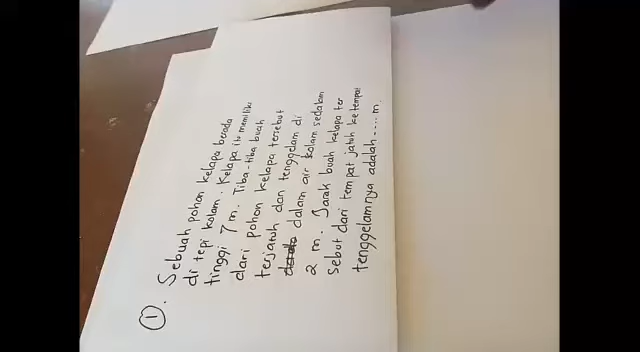 ①. Sebuah pohon kelapa berada
di tepi kolam. Kelapa itu memiliki
tinggi 7 m. Tiba-tiba buah
dari pohon kelapa tersebut
terjatuh dan tenggelam di
dalam air kolam sedalam
2 m. Jarak buah kelapa ter
sebut dari tempat jatuh ke tempat
tenggelamnya adalah .... m.